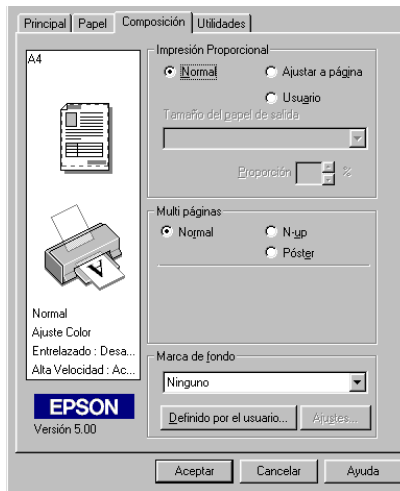 Principal Papel Composición Utilidades
A4
Normal
Ajuste Color
Entrelazado : Desa...
Alta Velocidad : Ac...
EPSON
Versión 5.00
Impresión Proporcional
Normal Ajustar a página
Usuario
Tamaño del papel de salida
Proporción %
Multi páginas
Normal N-up
Póster
Marca de fondo
Ninguno
Definido por el usuario... Ajustes...
Aceptar Cancelar Ayuda